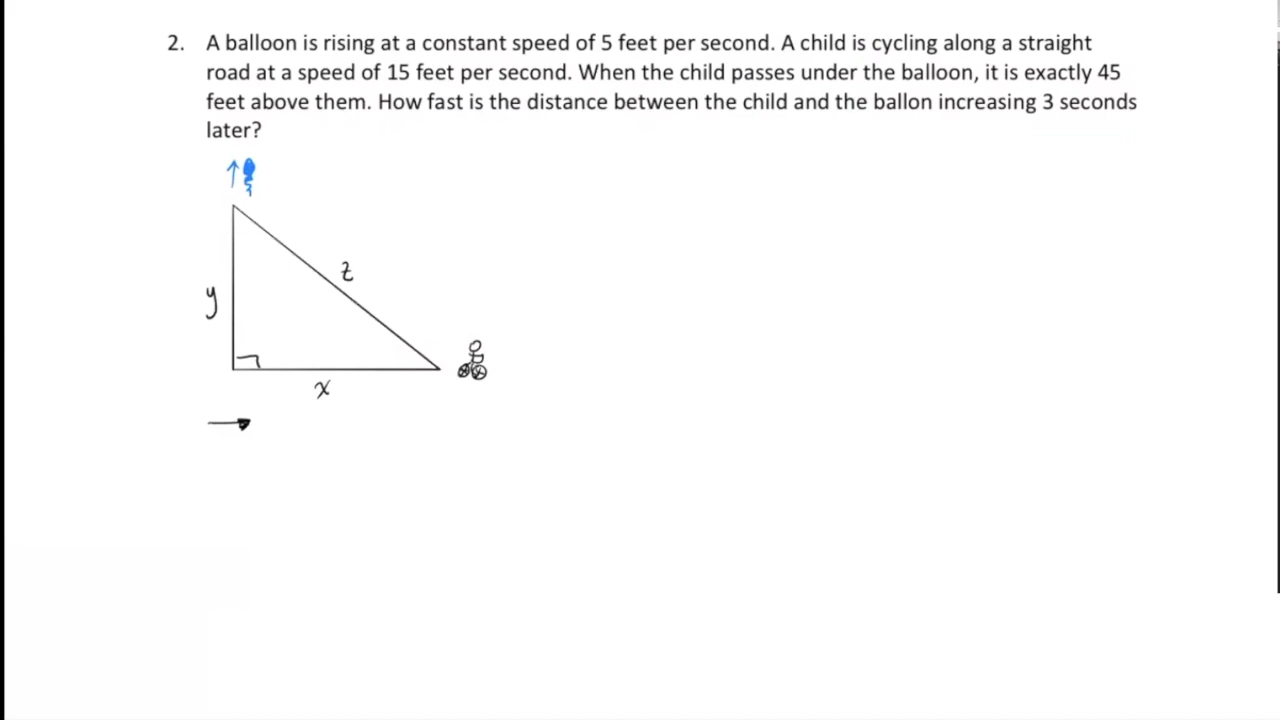 2. A balloon is rising at a constant speed of 5 feet per second. A child is cycling along a straight
road at a speed of 15 feet per second. When the child passes under the balloon, it is exactly 45
feet above them. How fast is the distance between the child and the ballon increasing 3 seconds
later?
z
y
x